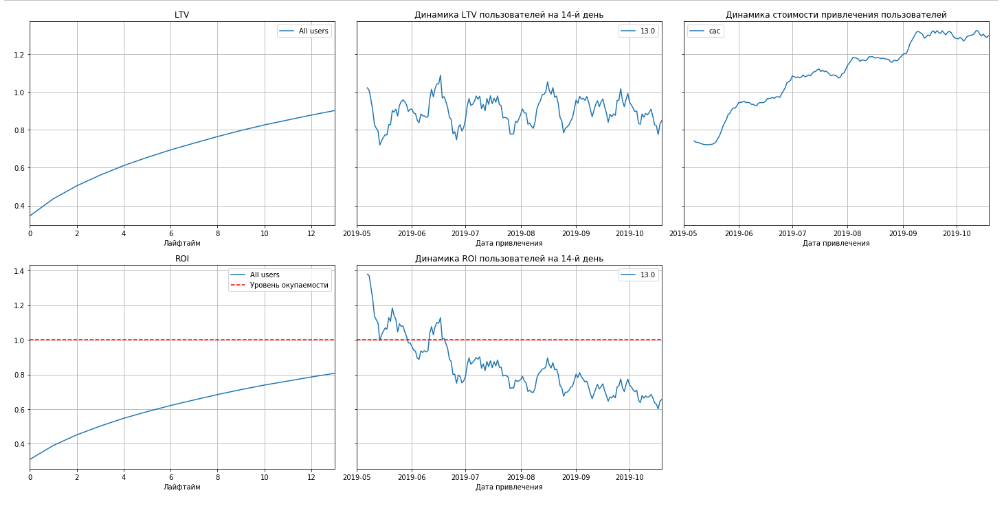 LTV
All users
1.2
1.0
0.8
0.6
0.4
0 2 4 6 8 10 12
Лайфтайм
Динамика LTV пользователей на 14-й день
13.0
2019-05 2019-06 2019-07 2019-08 2019-09 2019-10
Дата привлечения
Динамика стоимости привлечения пользователей
cac
2019-05 2019-06 2019-07 2019-08 2019-09 2019-10
Дата привлечения
ROI
All users
Уровень окупаемости
1.4
1.2
1.0
0.8
0.6
0.4
0 2 4 6 8 10 12
Лайфтайм
Динамика ROI пользователей на 14-й день
13.0
2019-05 2019-06 2019-07 2019-08 2019-09 2019-10
Дата привлечения